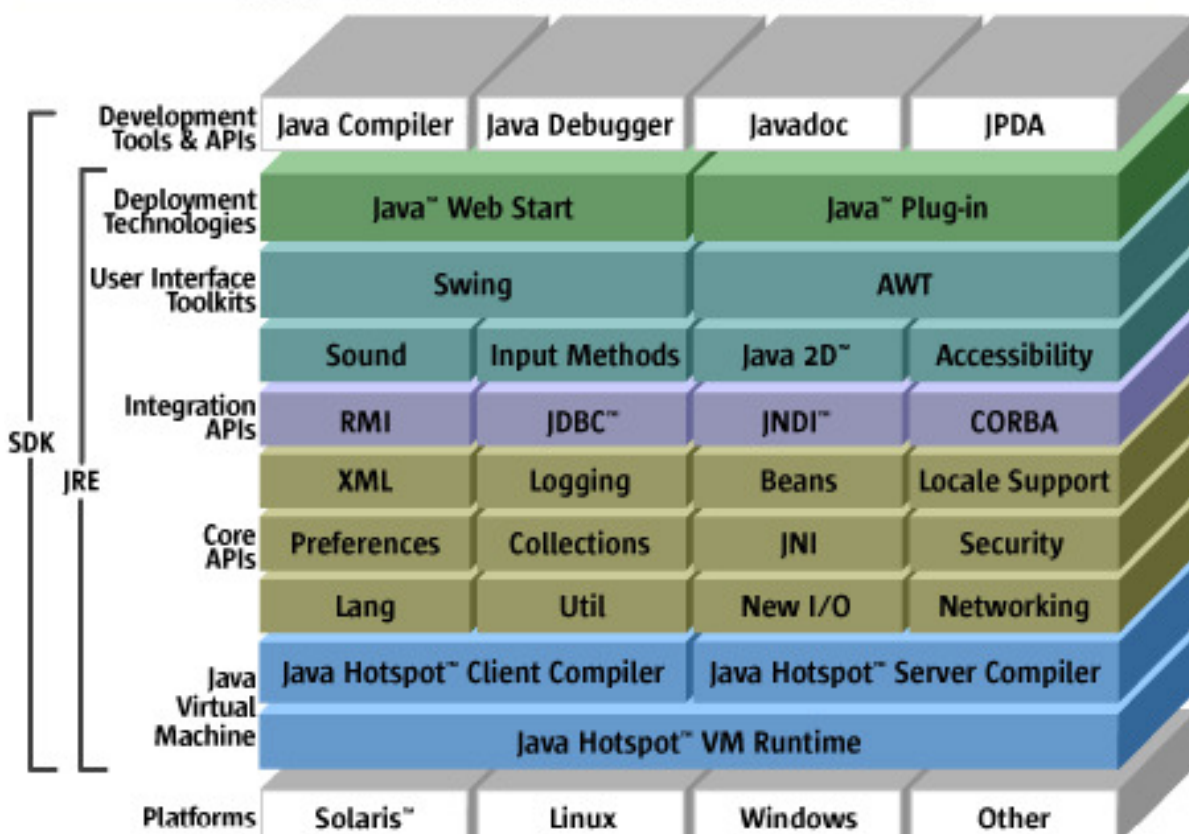 Development
Tools & APIs
Java Compiler
Java Debugger
Javadoc
JPDA
Deployment
Technologies
Java™ Web Start
Java™ Plug-in
User Interface
Toolkits
Swing
AWT
Sound
Input Methods
Java 2D™
Accessibility
Integration
APIs
RMI
JDBC™
JNDI™
CORBA
SDK
JRE
XML
Logging
Beans
Locale Support
Core
APIs
Preferences
Collections
JNI
Security
Lang
Util
New I/O
Networking
Java
Virtual
Machine
Java Hotspot™ Client Compiler
Java Hotspot™ Server Compiler
Java Hotspot™ VM Runtime
Platforms
Solaris™
Linux
Windows
Other